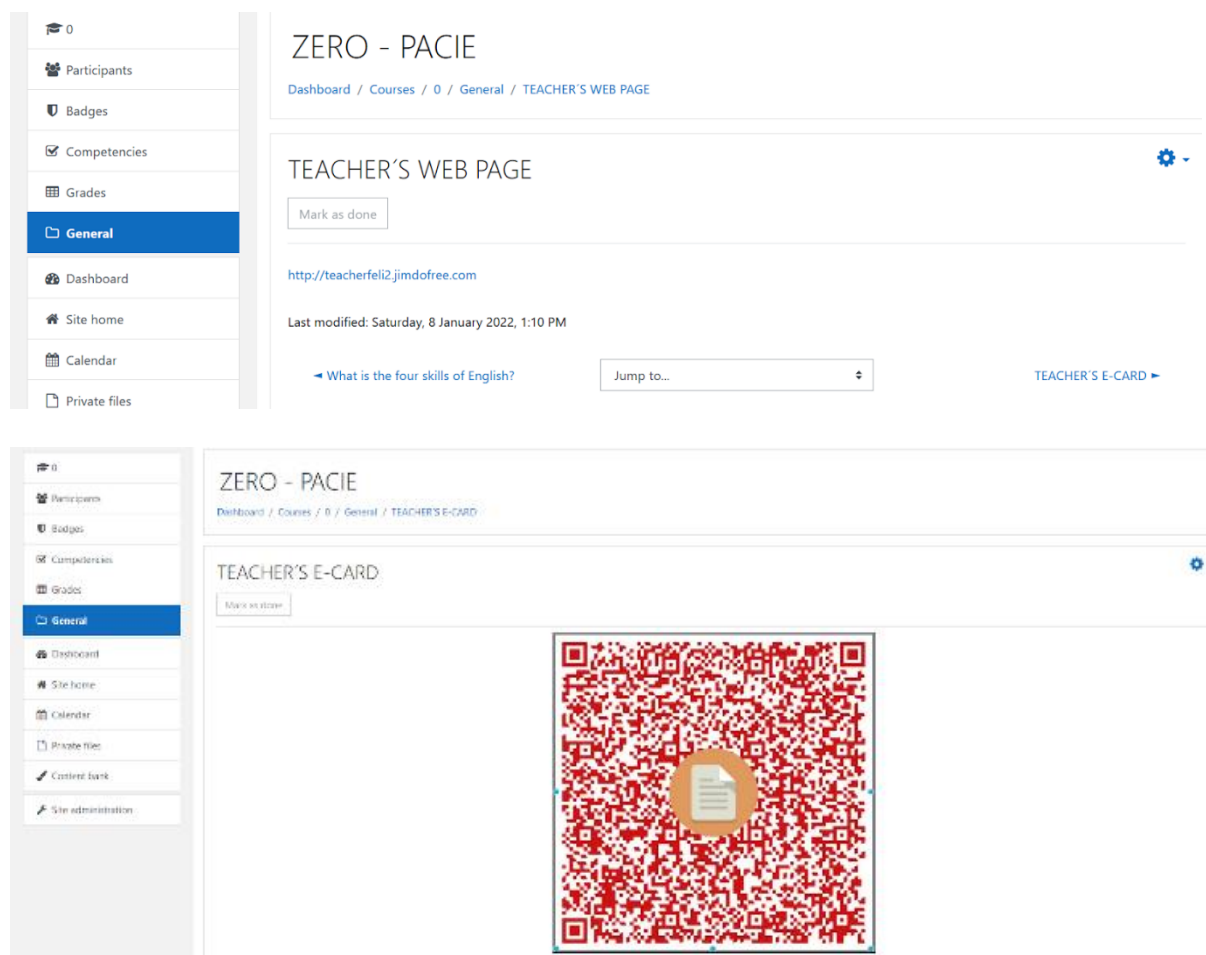 0
Participants
Badges
Competencies
Grades
General
Dashboard
Site home
Calendar
Private files
ZERO - PACIE
Dashboard / Courses / 0 / General / TEACHER´S WEB PAGE
TEACHER´S WEB PAGE
Mark as done
http://teacherfeli2.jimdofree.com
Last modified: Saturday, 8 January 2022, 1:10 PM
◄ What is the four skills of English?
Jump to...
TEACHER´S E-CARD ►
0
Participants
Badges
Competencies
Grades
General
Dashboard
Site home
Calendar
Private files
Content bank
Site administration
ZERO - PACIE
Dashboard / Courses / 0 / General / TEACHER'S E-CARD
TEACHER´S E-CARD
Mark as done